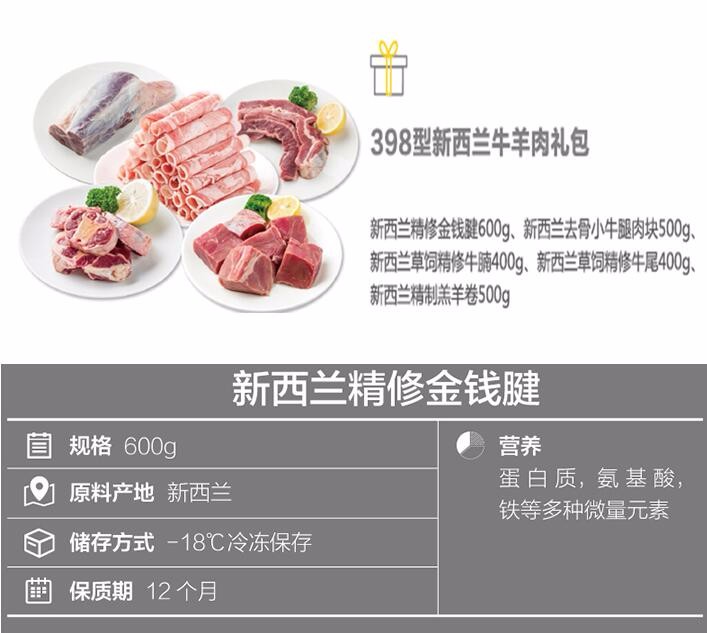 398型新西兰牛羊肉礼包
新西兰精修金钱腱600g、新西兰去骨小牛腿肉块500g、
新西兰草饲精修牛腩400g、新西兰草饲精修牛尾400g、
新西兰精制羔羊卷500g
新西兰精修金钱腱
规格 600g
原料产地 新西兰
储存方式 -18℃冷冻保存
保质期 12个月
营养
蛋白质,氨基酸,
铁等多种微量元素